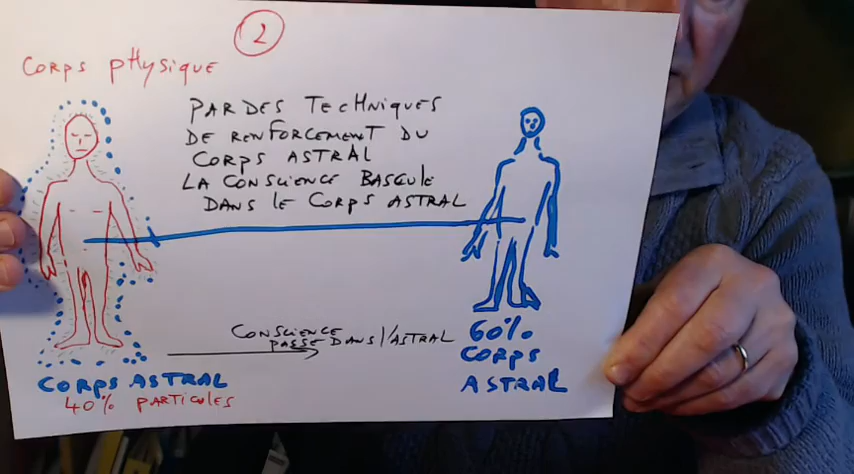 2
Corps physique
PAR DES TECHNIQUES
DE RENFORCEMENT DU
CORPS ASTRAL
LA CONSCIENCE BASCULE
DANS LE CORPS ASTRAL
CONSCIENCE
PASSE DANS l'ASTRAL
60%
CORPS
ASTRAL
CORPS ASTRAL
40% PARTICULES